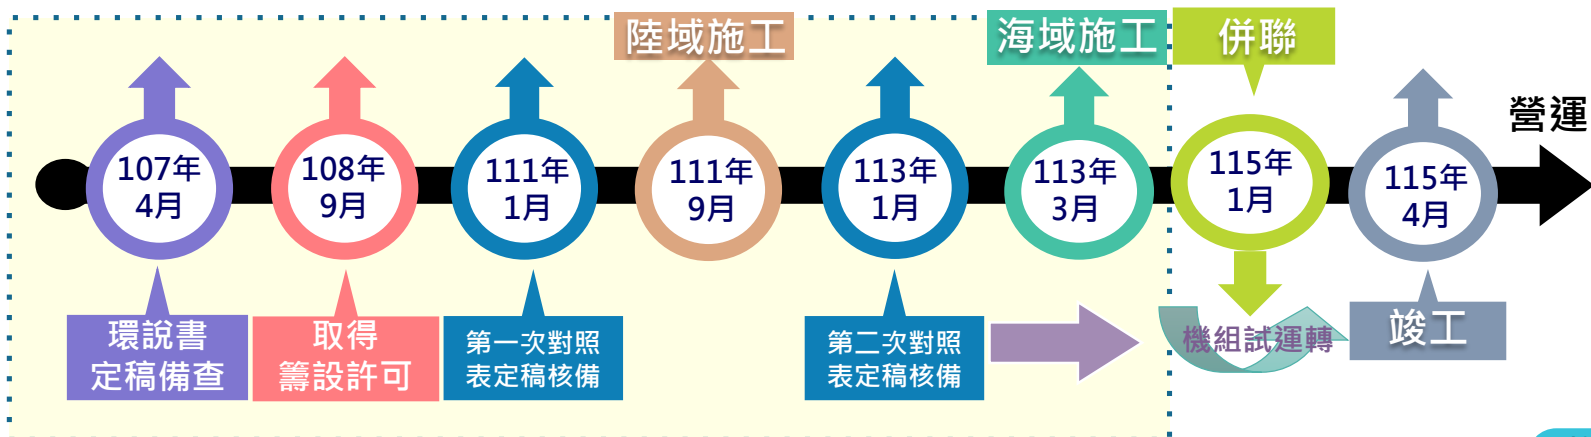 陸域施工
海域施工
併聯
營運
107年
4月
108年
9月
111年
1月
111年
9月
113年
1月
113年
3月
115年
1月
115年
4月
環說書
定稿備查
取得
籌設許可
第一次對照
表定稿核備
第二次對照
表定稿核備
機組試運轉
竣工